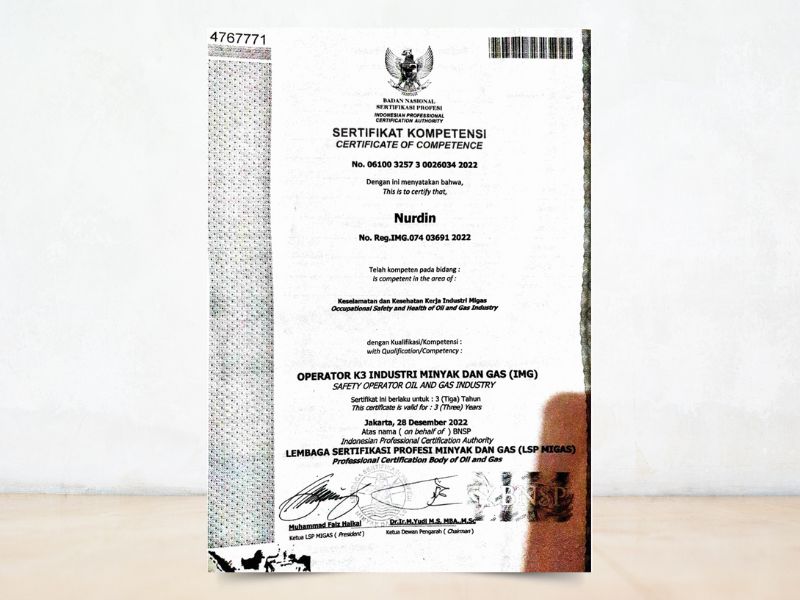 4767771
BADAN NASIONAL
SERTIFIKASI PROFESI
INDONESIAN PROFESSIONAL
CERTIFICATION AUTHORITY
SERTIFIKAT KOMPETENSI
CERTIFICATE OF COMPETENCE
No. 06100 3257 3 0026034 2022
Dengan ini menyatakan bahwa,
This is to certify that,
Nurdin
No. Reg.IMG.074 03691 2022
Telah kompeten pada bidang :
Is competent in the area of :
Keselamatan dan Kesehatan Kerja Industri Migas
Occupational Safety and Health of Oil and Gas Industry
dengan Kualifikasi/Kompetensi :
with Qualification/Competency :
OPERATOR K3 INDUSTRI MINYAK DAN GAS (IMG)
SAFETY OPERATOR OIL AND GAS INDUSTRY
Sertifikat ini berlaku untuk : 3 (Tiga) Tahun
This certificate is valid for : 3 (Three) Years
Jakarta, 28 Desember 2022
Atas nama ( on behalf of ) BNSP
Indonesian Professional Certification Authority
LEMBAGA SERTIFIKASI PROFESI MINYAK DAN GAS (LSP MIGAS)
Professional Certification Body of Oil and Gas
BNSP
Muhammad Faiz Haikal
Ketua LSP MIGAS ( President )
Dr.Ir.M.Yudi M.S. MBA.,M.Sc
Ketua Dewan Pengarah ( Chairman )